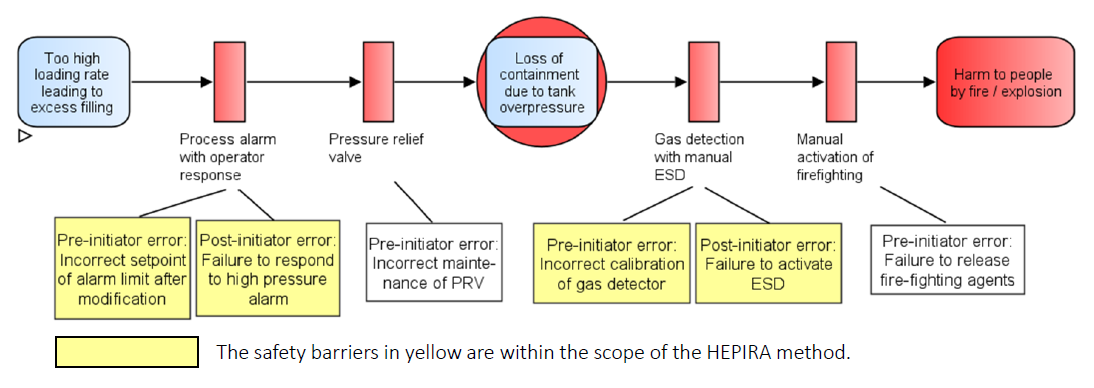 Too high
loading rate
leading to
excess filling
Process alarm
with operator
response
Pressure relief
valve
Loss of
containment
due to tank
overpressure
Gas detection
with manual
ESD
Manual
activation of
firefighting
Harm to people
by fire / explosion
Pre-initiator error:
Incorrect setpoint
of alarm limit after
modification
Post-initiator error:
Failure to respond
to high pressure
alarm
Pre-initiator error:
Incorrect mainte-
nance of PRV
Pre-initiator error:
Incorrect calibration
of gas detector
Post-initiator error:
Failure to activate
ESD
Pre-initiator error:
Failure to release
fire-fighting agents
The safety barriers in yellow are within the scope of the HEPIRA method.